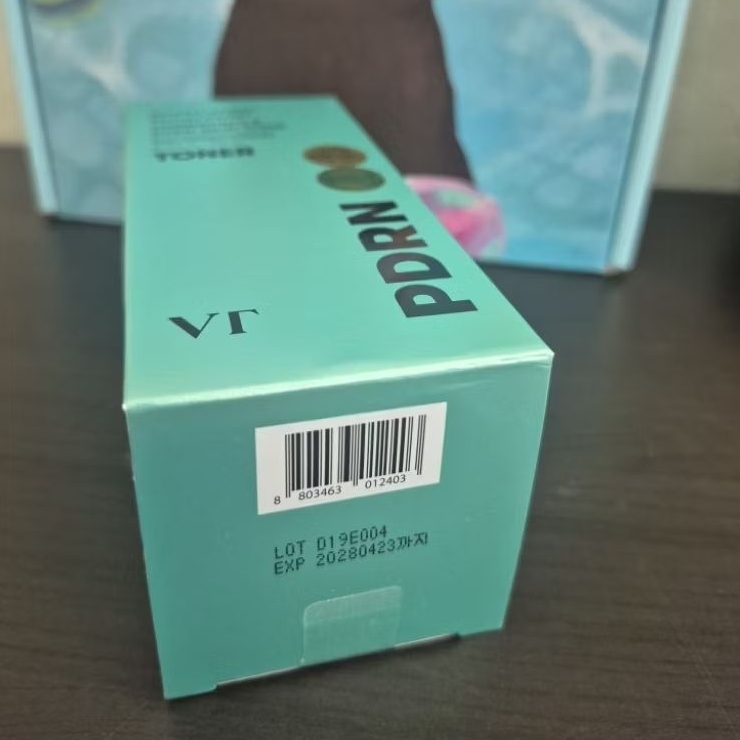 TONER
PDRN
VT
8 803463 012403
LOT D19E004
EXP 20280423까지